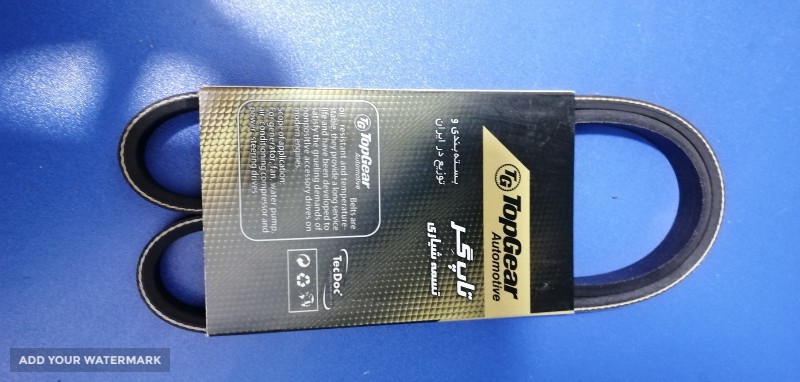 TG
TopGear
Automotive
تاپ گیر
تسمه شیاری
بسته بندی و
توزیع در ایران
TG TopGear
Automotive
Belts are
oil - resistant and temperature-
stable, they provide a long service
life and have been developed to
satisfy the grueling demands of
nonpositive accessory drives on
modern engines.
scope of application:
For generator, fan, water pump,
air conditioning compressor and
power steering drives
TecDoc
ADD YOUR WATERMARK